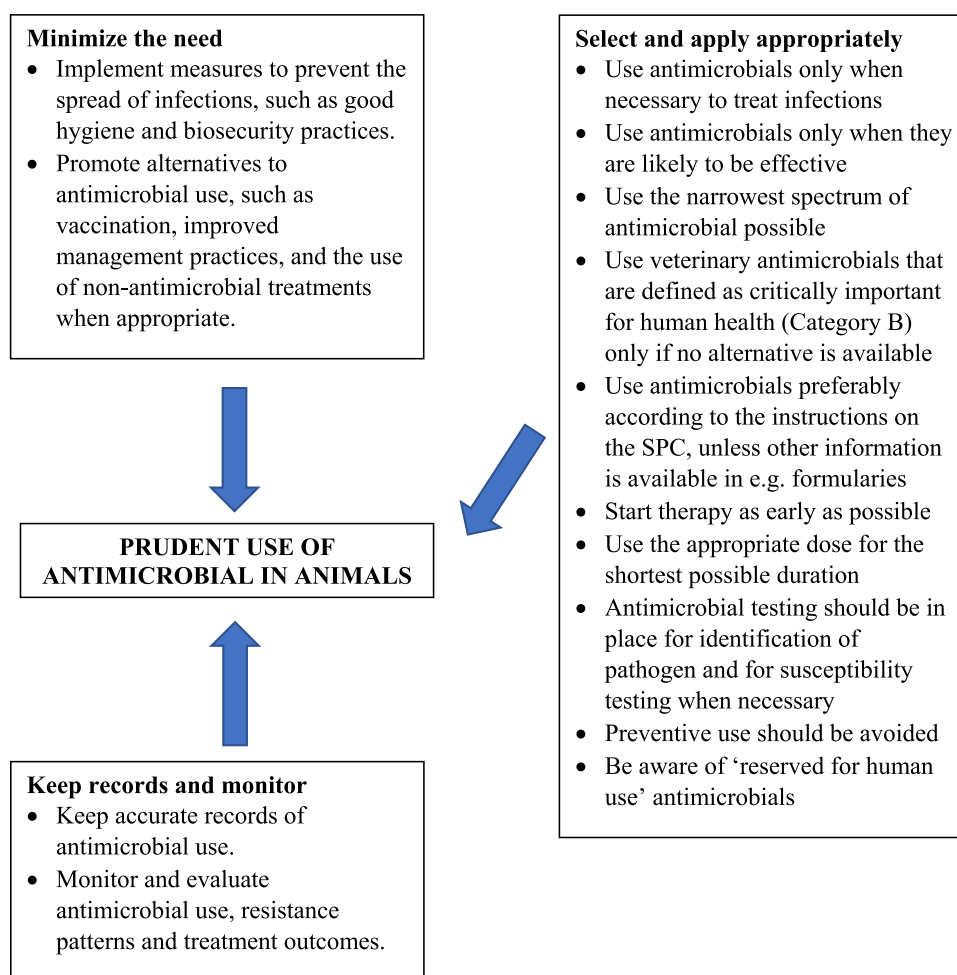 Minimize the need
• Implement measures to prevent the
spread of infections, such as good
hygiene and biosecurity practices.
• Promote alternatives to
antimicrobial use, such as
vaccination, improved
management practices, and the use
of non-antimicrobial treatments
when appropriate.
Select and apply appropriately
• Use antimicrobials only when
necessary to treat infections
• Use antimicrobials only when they
are likely to be effective
• Use the narrowest spectrum of
antimicrobial possible
• Use veterinary antimicrobials that
are defined as critically important
for human health (Category B)
only if no alternative is available
• Use antimicrobials preferably
according to the instructions on
the SPC, unless other information
is available in e.g. formularies
• Start therapy as early as possible
• Use the appropriate dose for the
shortest possible duration
• Antimicrobial testing should be in
place for identification of
pathogen and for susceptibility
testing when necessary
• Preventive use should be avoided
• Be aware of ‘reserved for human
use’ antimicrobials
PRUDENT USE OF
ANTIMICROBIAL IN ANIMALS
Keep records and monitor
• Keep accurate records of
antimicrobial use.
• Monitor and evaluate
antimicrobial use, resistance
patterns and treatment outcomes.